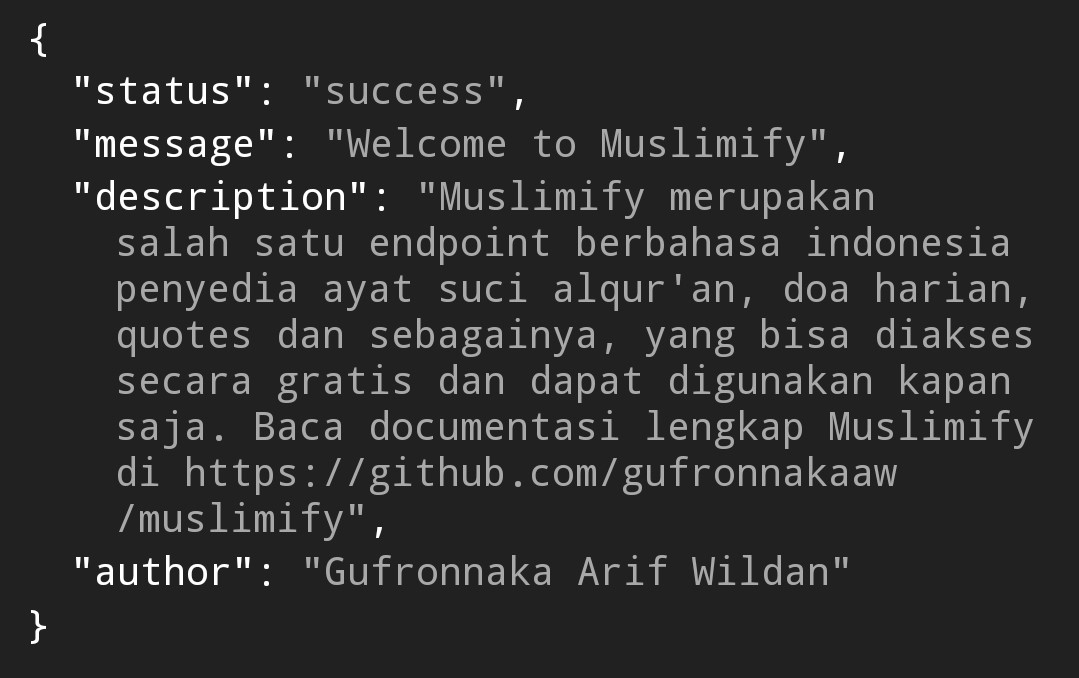 {
"status": "success",
"message": "Welcome to Muslimify",
"description": "Muslimify merupakan
salah satu endpoint berbahasa indonesia
penyedia ayat suci alqur'an, doa harian,
quotes dan sebagainya, yang bisa diakses
secara gratis dan dapat digunakan kapan
saja. Baca documentasi lengkap Muslimify
di https://github.com/gufronnakaaw
/muslimify",
"author": "Gufronnaka Arif Wildan"
}